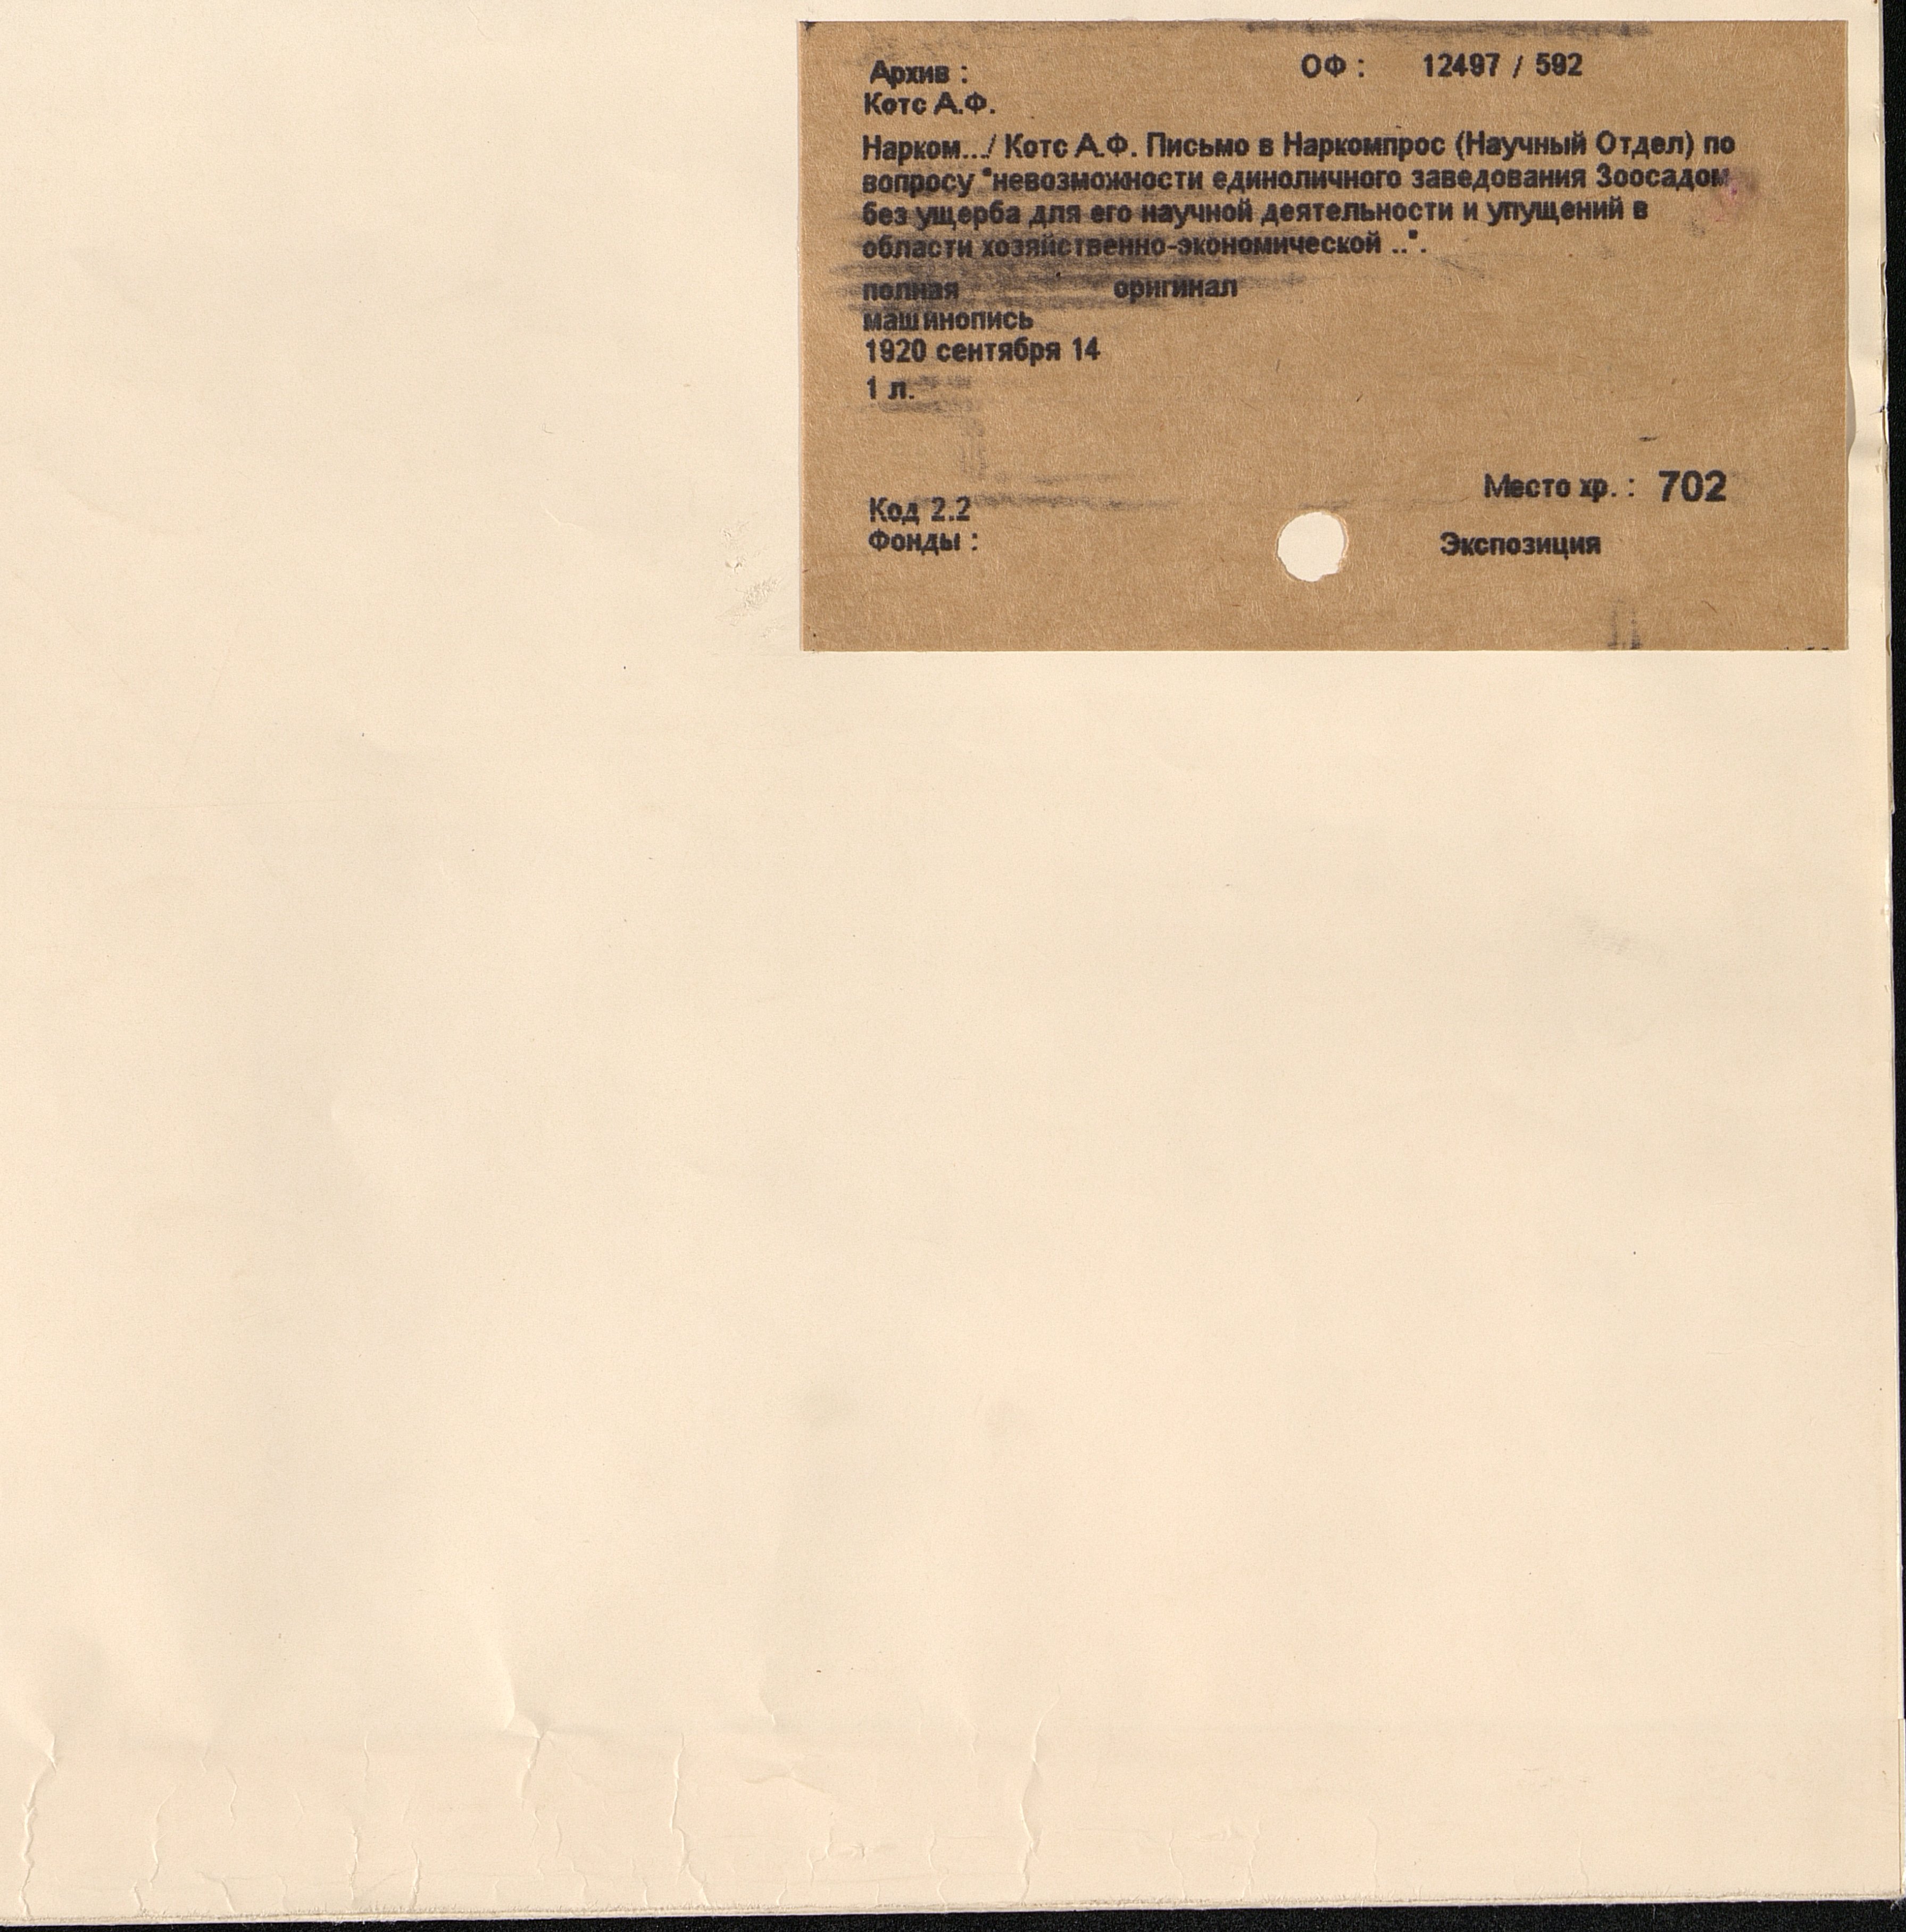 Архив :
ОФ : 12497 / 592
Котс А.Ф.
Нарком.../ Котс А.Ф. Письмо в Наркомпрос (Научный Отдел) по
вопросу "невозможности единоличного заведования Зоосадом
без ущерба для его научной деятельности и упущений в
области хозяйственно-экономической ..".
полная оригинал
машинопись
1920 сентября 14
1 л.
Место хр. : 702
Код 2.2
Фонды :
Экспозиция